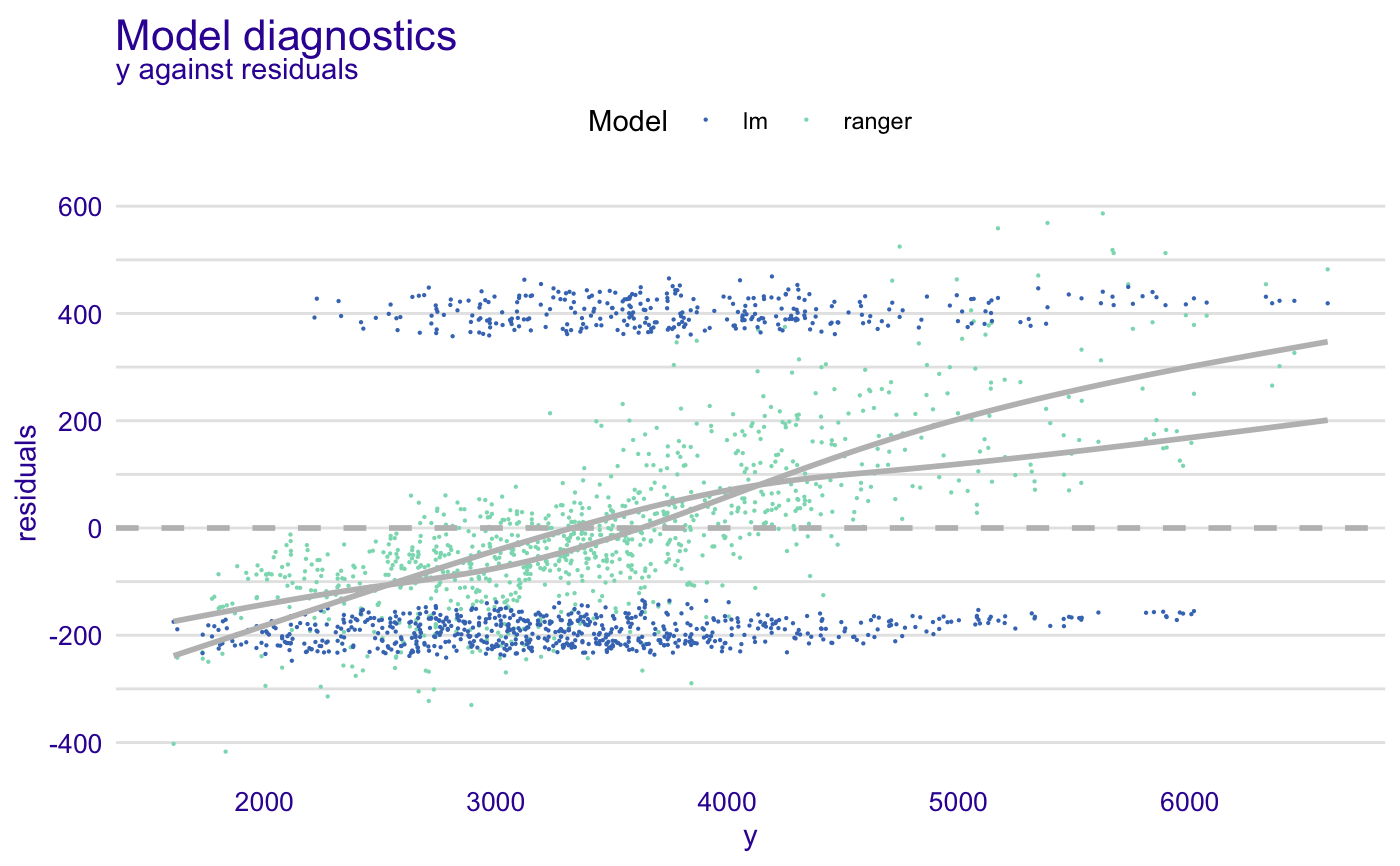 Model diagnostics
y against residuals
Model lm ranger
600
400
200
0
-200
-400
residuals
2000 3000 4000 5000 6000
y